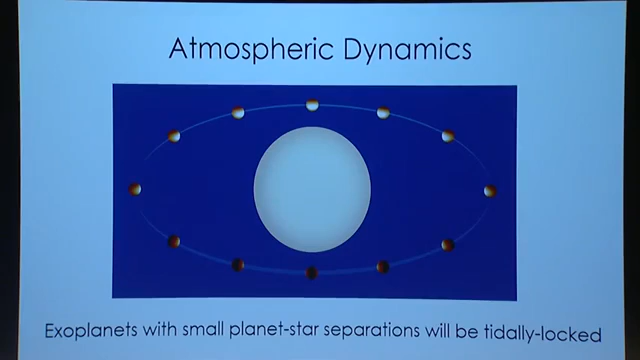 Atmospheric Dynamics
Exoplanets with small planet-star separations will be tidally-locked